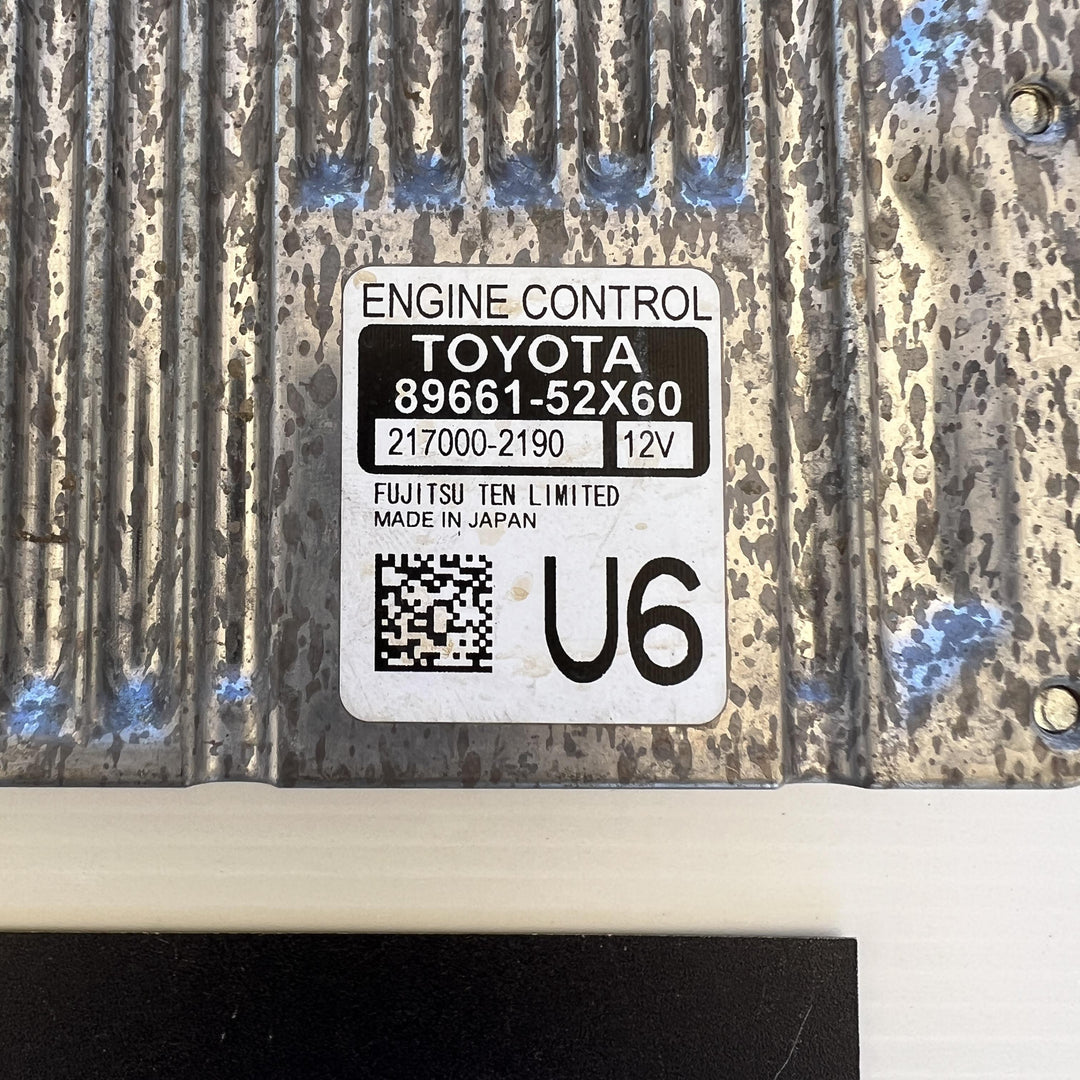 ENGINE CONTROL
TOYOTA
89661-52X60
217000-2190 12V
FUJITSU TEN LIMITED
MADE IN JAPAN
U6